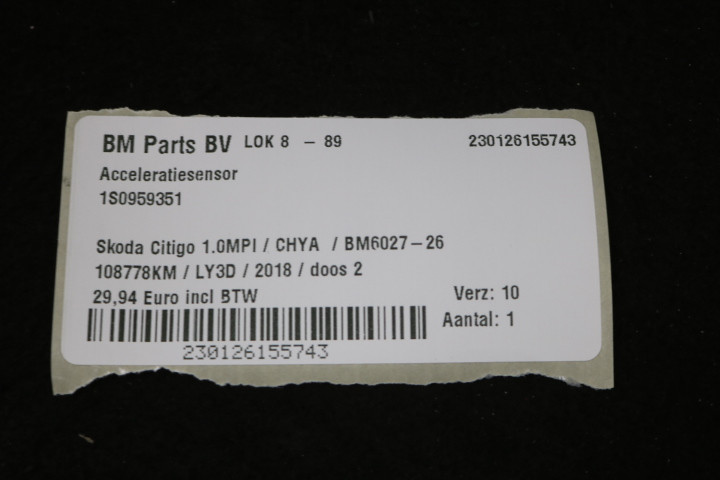 BM Parts BV LOK 8 - 89 230126155743
Acceleratiesensor
1S0959351
Skoda Citigo 1.0MPI / CHYA / BM6027-26
108778KM / LY3D / 2018 / doos 2
29,94 Euro incl BTW Verz: 10
Aantal: 1
230126155743